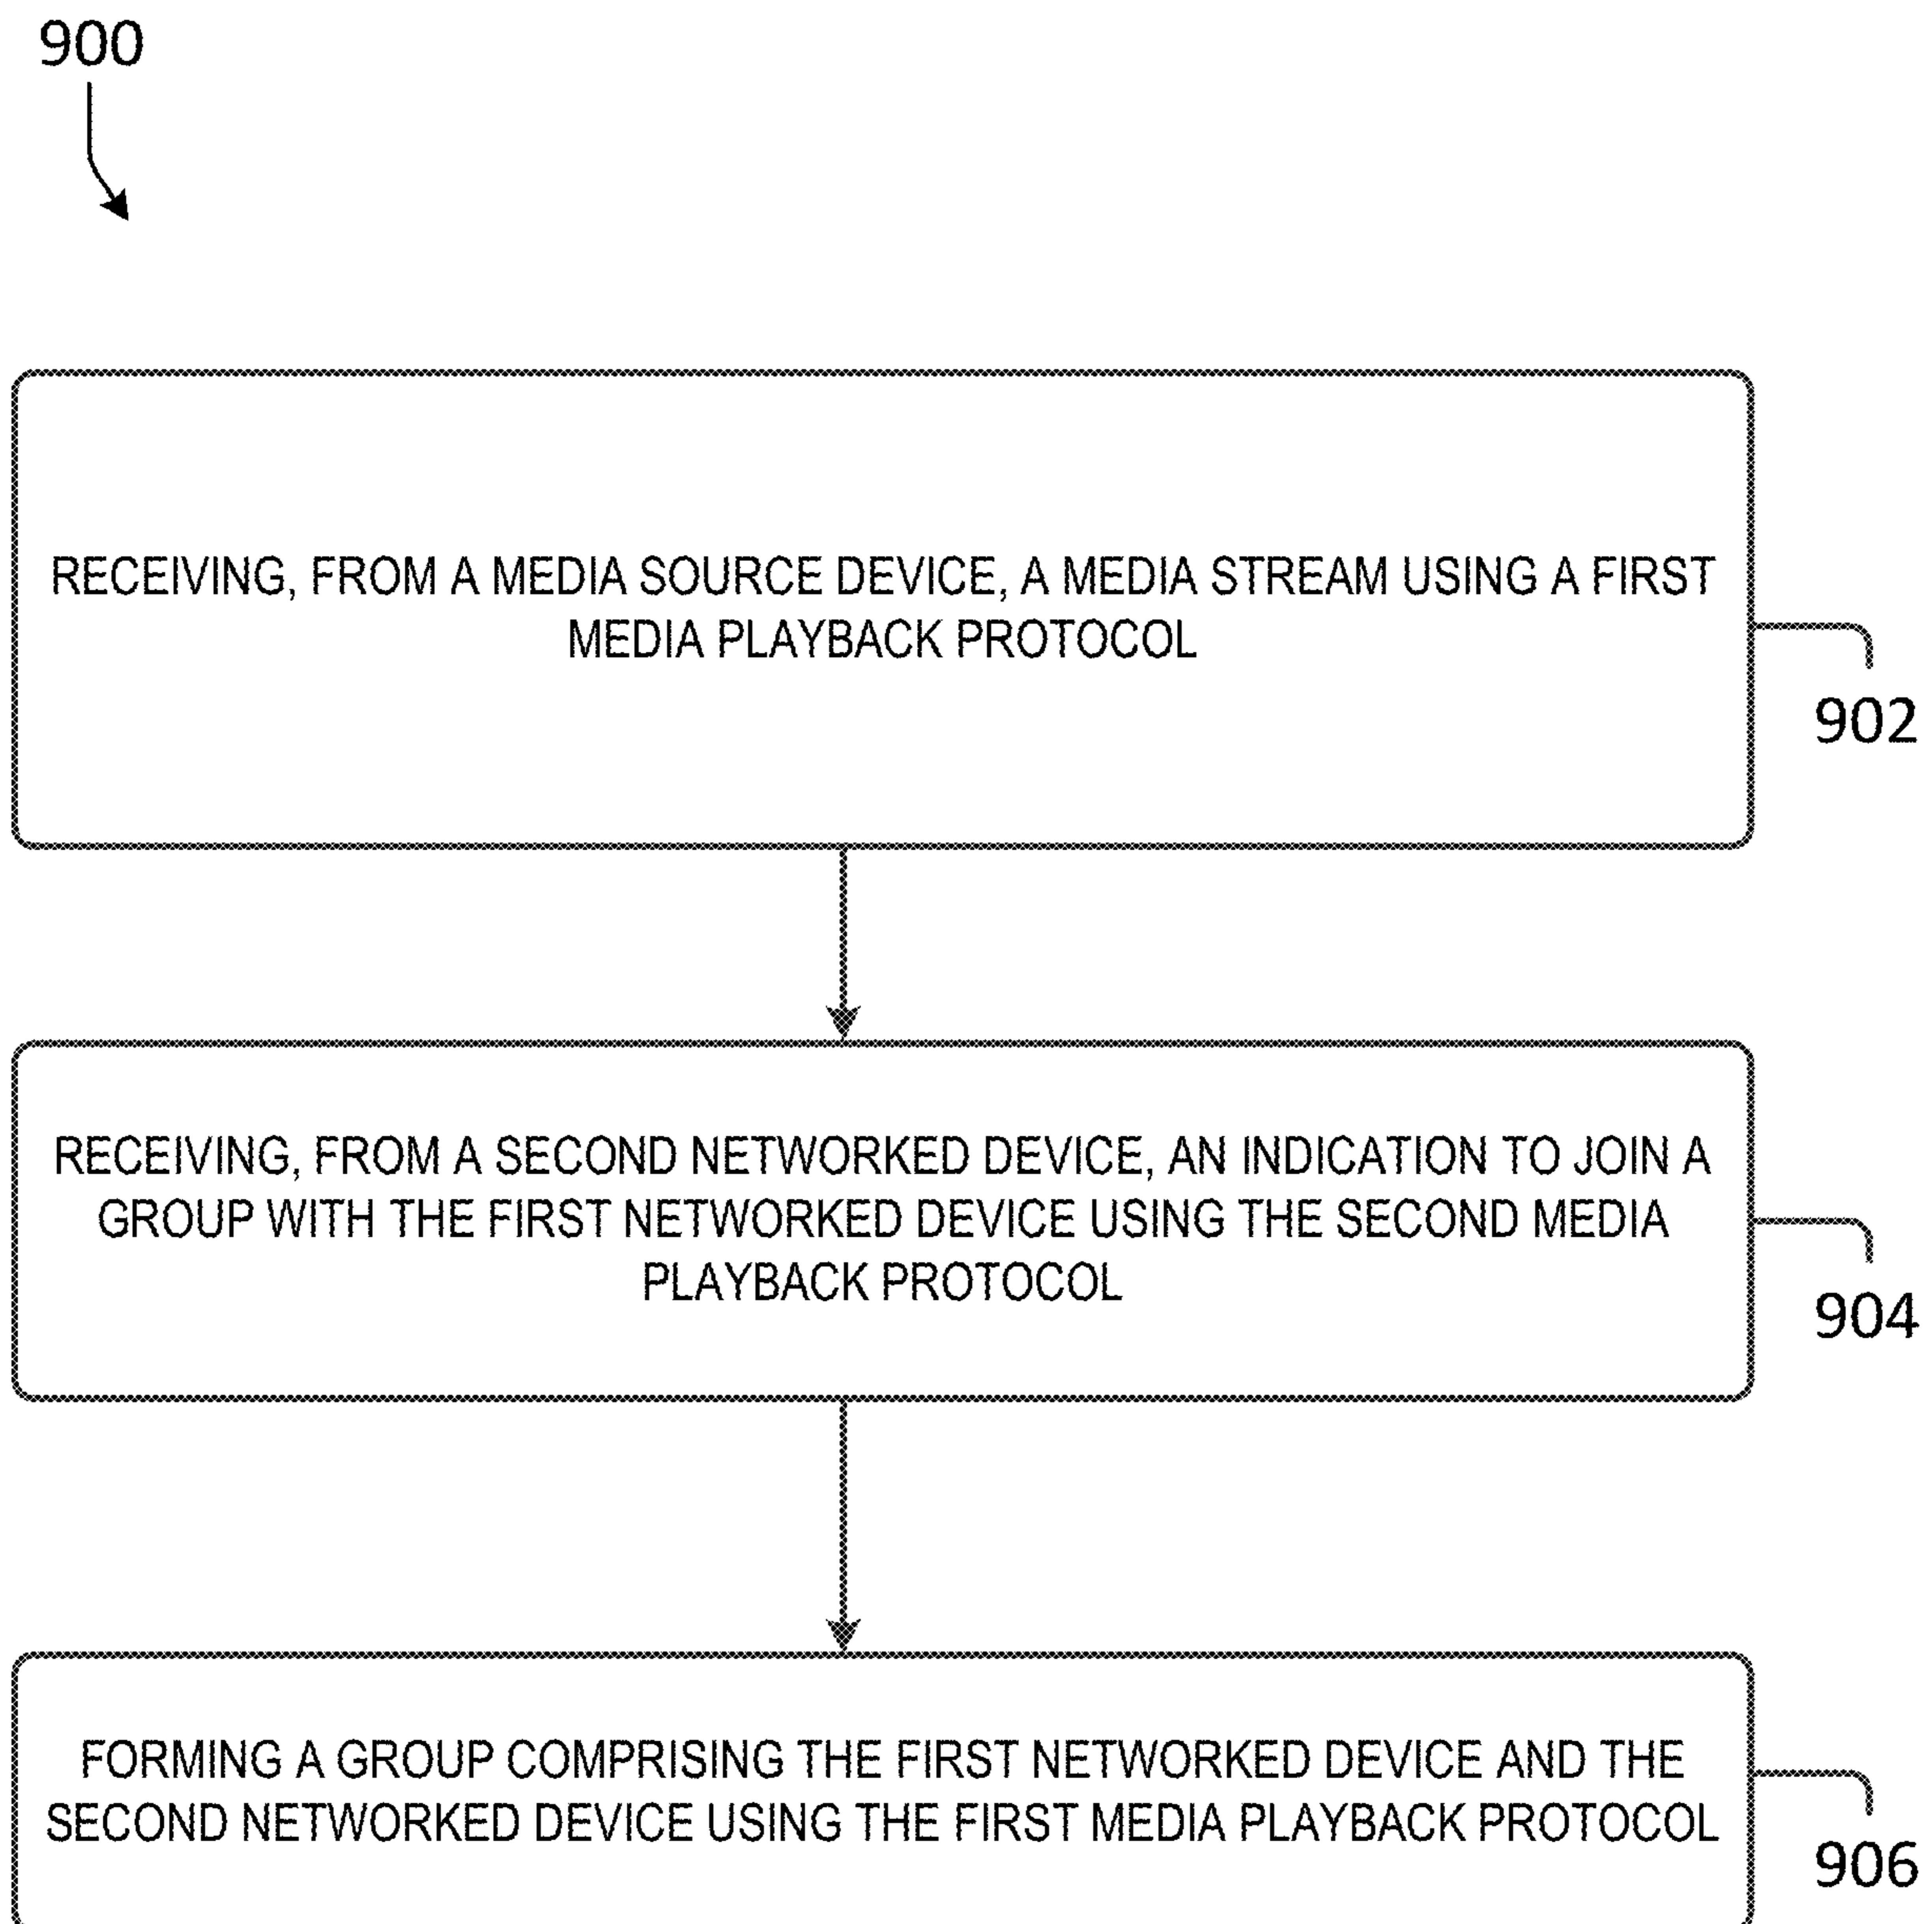 900
RECEIVING, FROM A MEDIA SOURCE DEVICE, A MEDIA STREAM USING A FIRST
MEDIA PLAYBACK PROTOCOL
902
RECEIVING, FROM A SECOND NETWORKED DEVICE, AN INDICATION TO JOIN A
GROUP WITH THE FIRST NETWORKED DEVICE USING THE SECOND MEDIA
PLAYBACK PROTOCOL
904
FORMING A GROUP COMPRISING THE FIRST NETWORKED DEVICE AND THE
SECOND NETWORKED DEVICE USING THE FIRST MEDIA PLAYBACK PROTOCOL
906